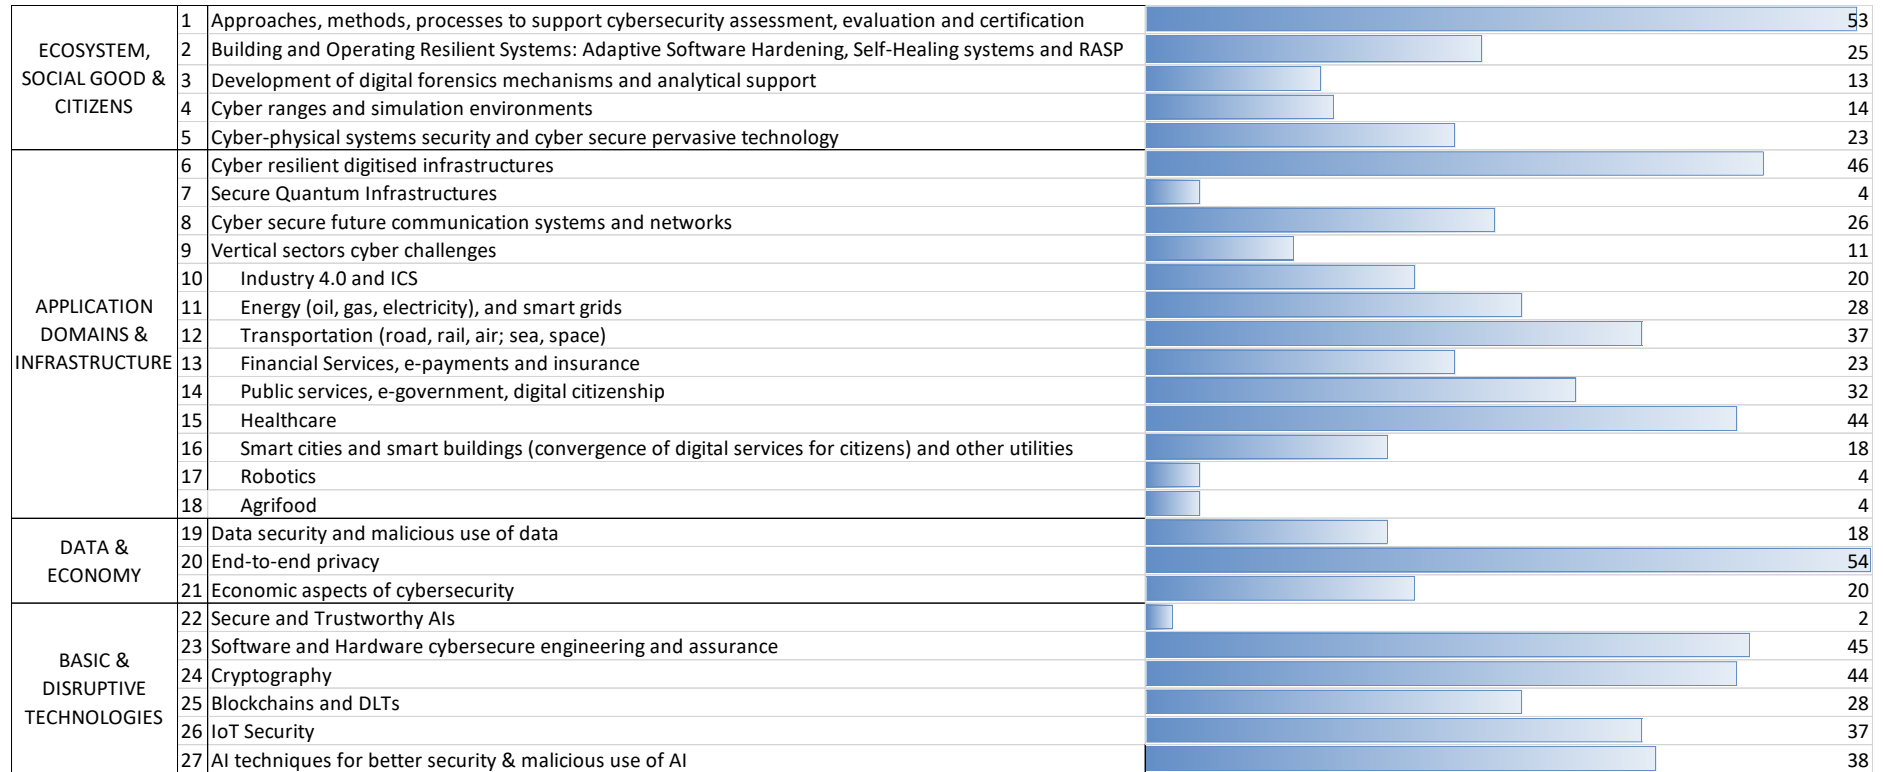 ECOSYSTEM,
SOCIAL GOOD &
CITIZENS
1 Approaches, methods, processes to support cybersecurity assessment, evaluation and certification 53
2 Building and Operating Resilient Systems: Adaptive Software Hardening, Self-Healing systems and RASP 25
3 Development of digital forensics mechanisms and analytical support 13
4 Cyber ranges and simulation environments 14
5 Cyber-physical systems security and cyber secure pervasive technology 23
APPLICATION
DOMAINS &
INFRASTRUCTURE
6 Cyber resilient digitised infrastructures 46
7 Secure Quantum Infrastructures 4
8 Cyber secure future communication systems and networks 26
9 Vertical sectors cyber challenges 11
10 Industry 4.0 and ICS 20
11 Energy (oil, gas, electricity), and smart grids 28
12 Transportation (road, rail, air; sea, space) 37
13 Financial Services, e-payments and insurance 23
14 Public services, e-government, digital citizenship 32
15 Healthcare 44
16 Smart cities and smart buildings (convergence of digital services for citizens) and other utilities 18
17 Robotics 4
18 Agrifood 4
DATA &
ECONOMY
19 Data security and malicious use of data 18
20 End-to-end privacy 54
21 Economic aspects of cybersecurity 20
BASIC &
DISRUPTIVE
TECHNOLOGIES
22 Secure and Trustworthy AIs 2
23 Software and Hardware cybersecure engineering and assurance 45
24 Cryptography 44
25 Blockchains and DLTs 28
26 IoT Security 37
27 AI techniques for better security & malicious use of AI 38